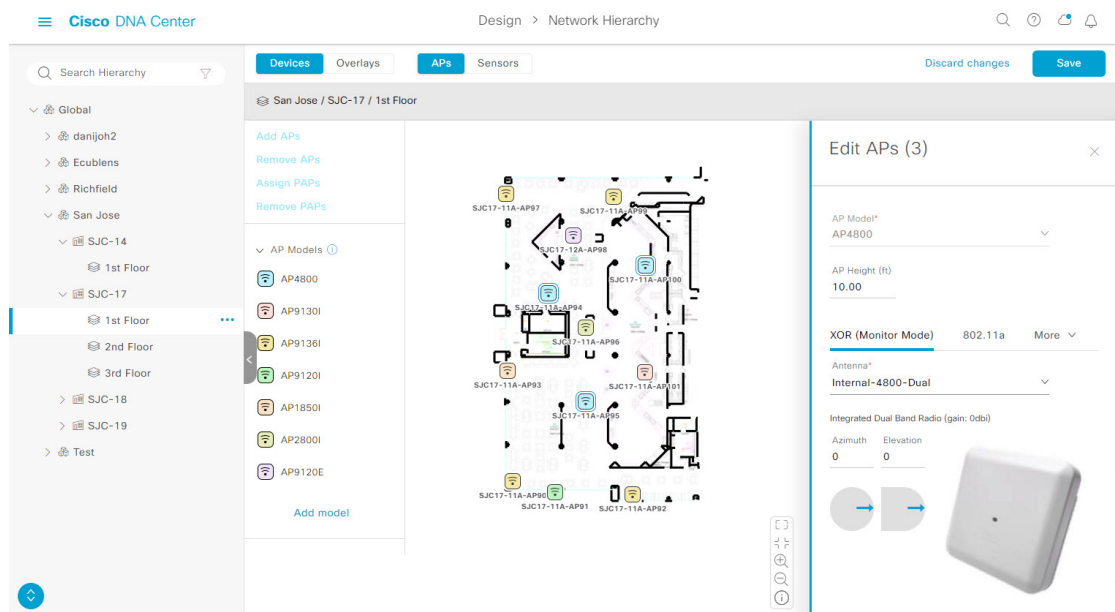 Cisco DNA Center
Design > Network Hierarchy
Search Hierarchy
Global
danijoh2
Ecublens
Richfield
San Jose
SJC-14
1st Floor
SJC-17
1st Floor
2nd Floor
3rd Floor
SJC-18
SJC-19
Test
Devices Overlays APs Sensors
Discard changes Save
San Jose / SJC-17 / 1st Floor
Add APs
Remove APs
Assign PAPs
Remove PAPs
AP Models
AP4800
AP9130I
AP9136I
AP9120I
AP1850I
AP2800I
AP9120E
Add model
SJC17-11A-AP97
SJC17-11A-AP99
SJC17-12A-AP98
SJC17-11A-AP100
SJC17-11A-AP94
SJC17-11A-AP96
SJC17-11A-AP93
SJC17-11A-AP101
SJC17-11A-AP95
SJC17-11A-AP90
SJC17-11A-AP91
SJC17-11A-AP92
Edit APs (3)
AP Model*
AP4800
AP Height (ft)
10.00
XOR (Monitor Mode) 802.11a More
Antenna*
Internal-4800-Dual
Integrated Dual Band Radio (gain: 0dbi)
Azimuth Elevation
0 0